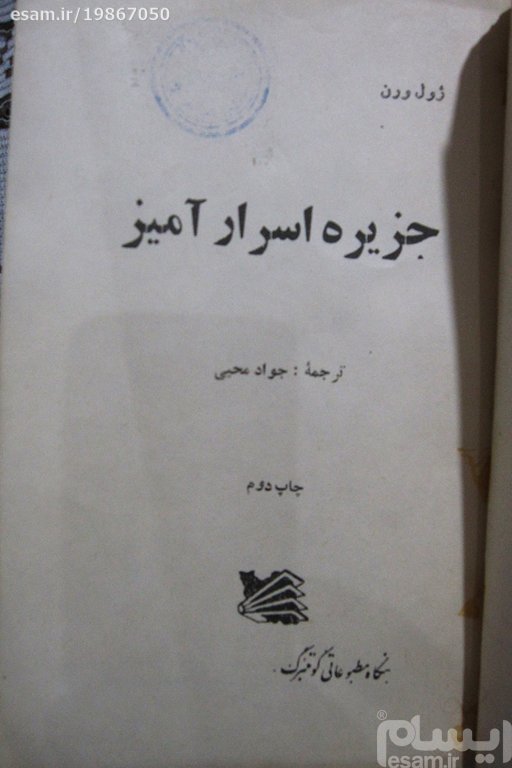 esam.ir/19867050
ژول ورن
جزیره اسرار آمیز
ترجمهٔ : جواد محیی
چاپ دوم
بنگاه مطبوعاتی گوتنبرگ
ایسام®
esam.ir